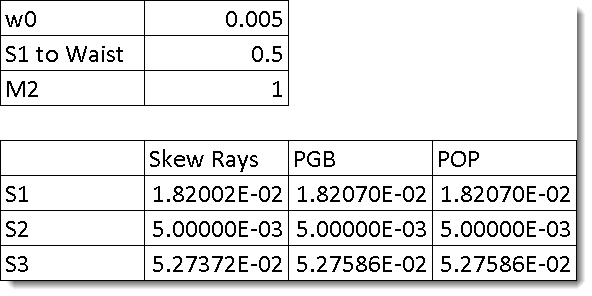 w0 0.005
S1 to Waist 0.5
M2 1
Skew Rays PGB POP
S1 1.82002E-02 1.82070E-02 1.82070E-02
S2 5.00000E-03 5.00000E-03 5.00000E-03
S3 5.27372E-02 5.27586E-02 5.27586E-02